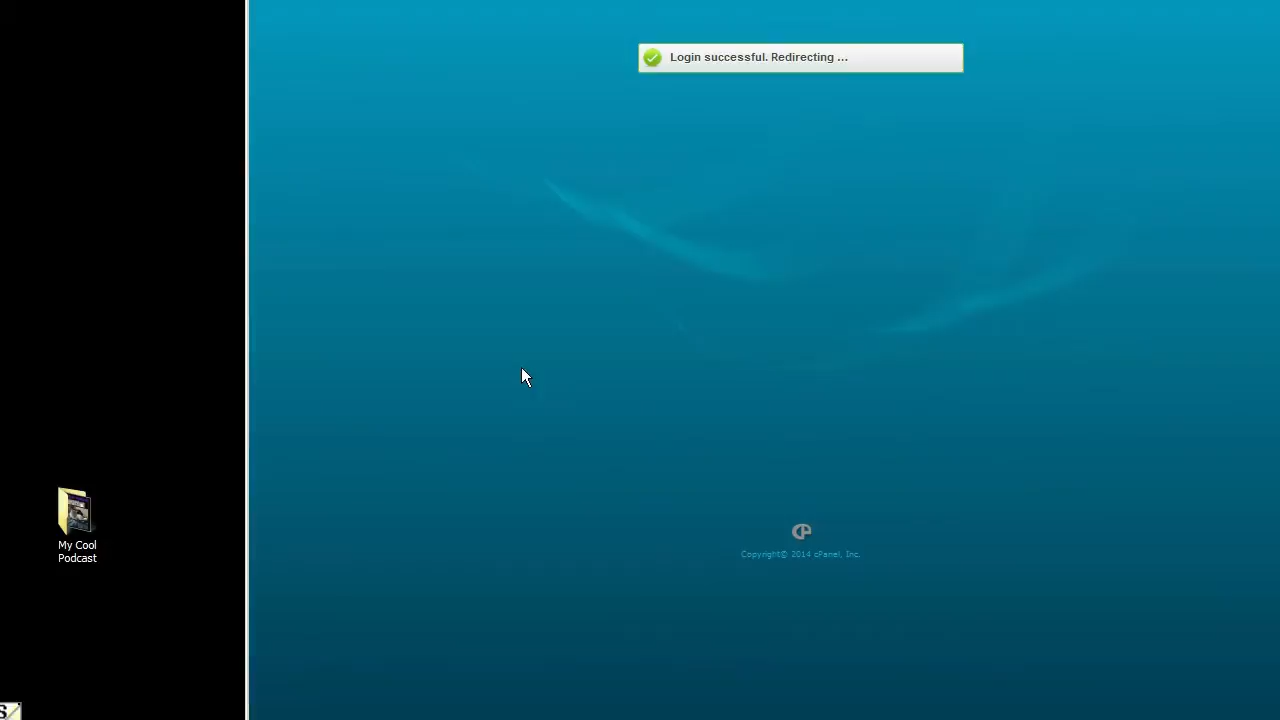 Login successful. Redirecting ...
My Cool
Podcast
Copyright© 2014 cPanel, Inc.